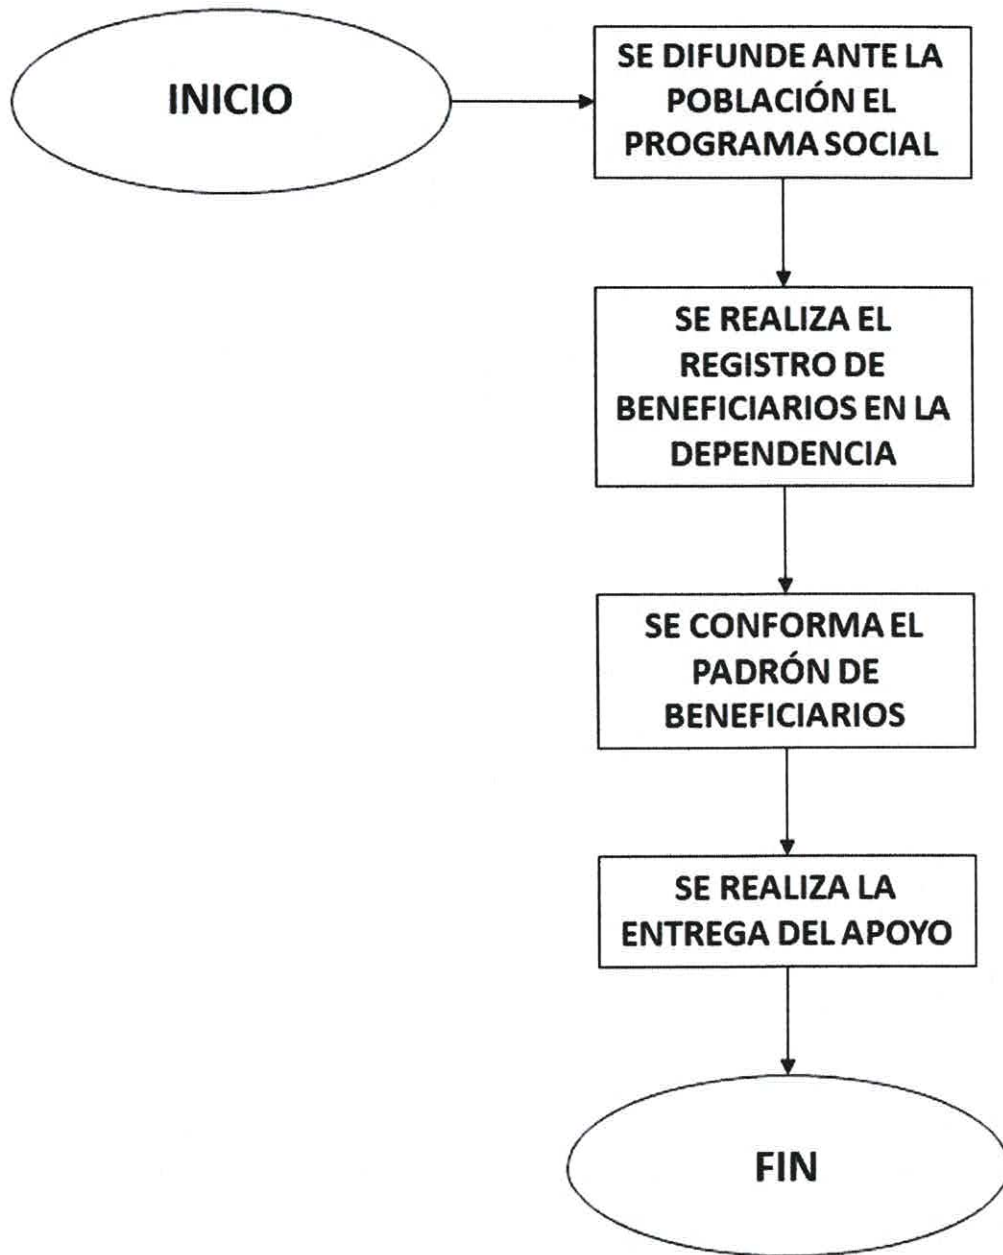 INICIO
SE DIFUNDE ANTE LA
POBLACIÓN EL
PROGRAMA SOCIAL
SE REALIZA EL
REGISTRO DE
BENEFICIARIOS EN LA
DEPENDENCIA
SE CONFORMA EL
PADRÓN DE
BENEFICIARIOS
SE REALIZA LA
ENTREGA DEL APOYO
FIN